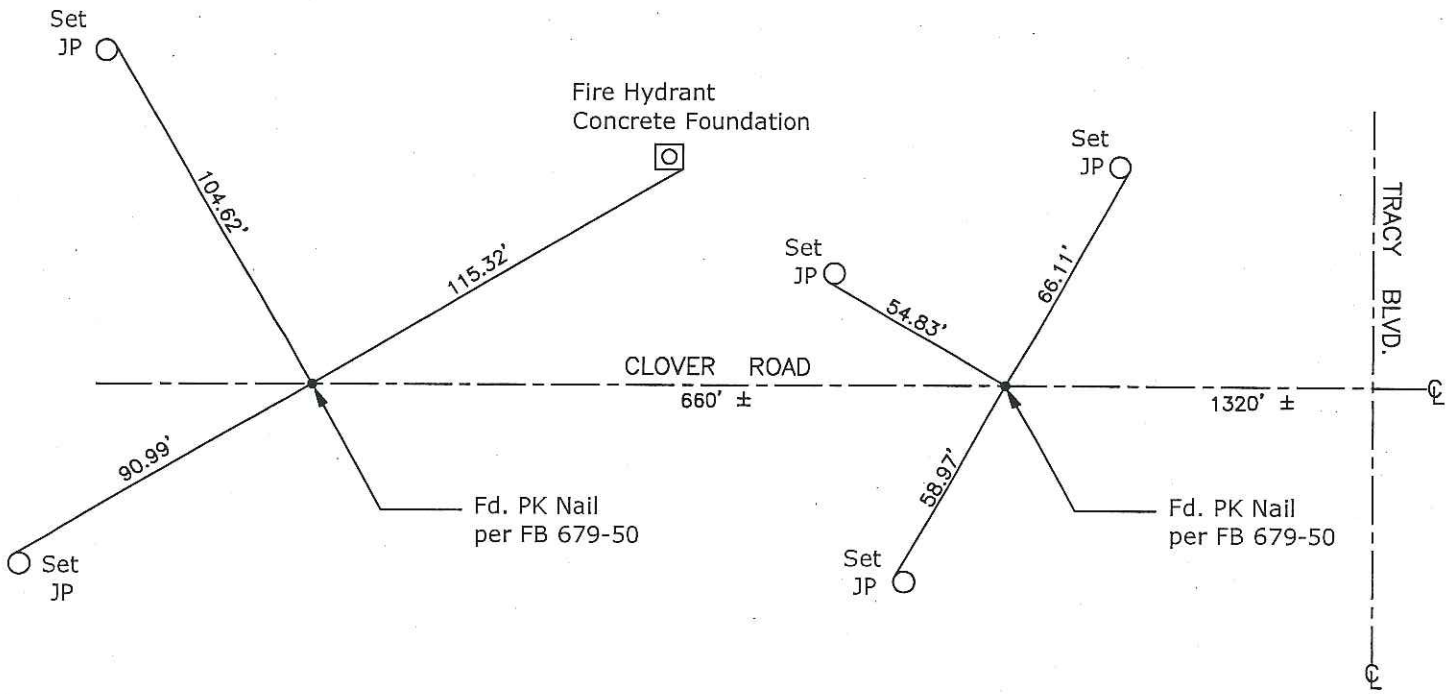 Set
JP
Fire Hydrant
Concrete Foundation
Set
JP
104.62'
TRACY BLVD.
115.32'
Set
JP
66.11'
54.83'
CLOVER ROAD
660' ±
1320' ±
℄
90.99'
58.97'
Fd. PK Nail
per FB 679-50
Fd. PK Nail
per FB 679-50
Set
JP
Set
JP
℄